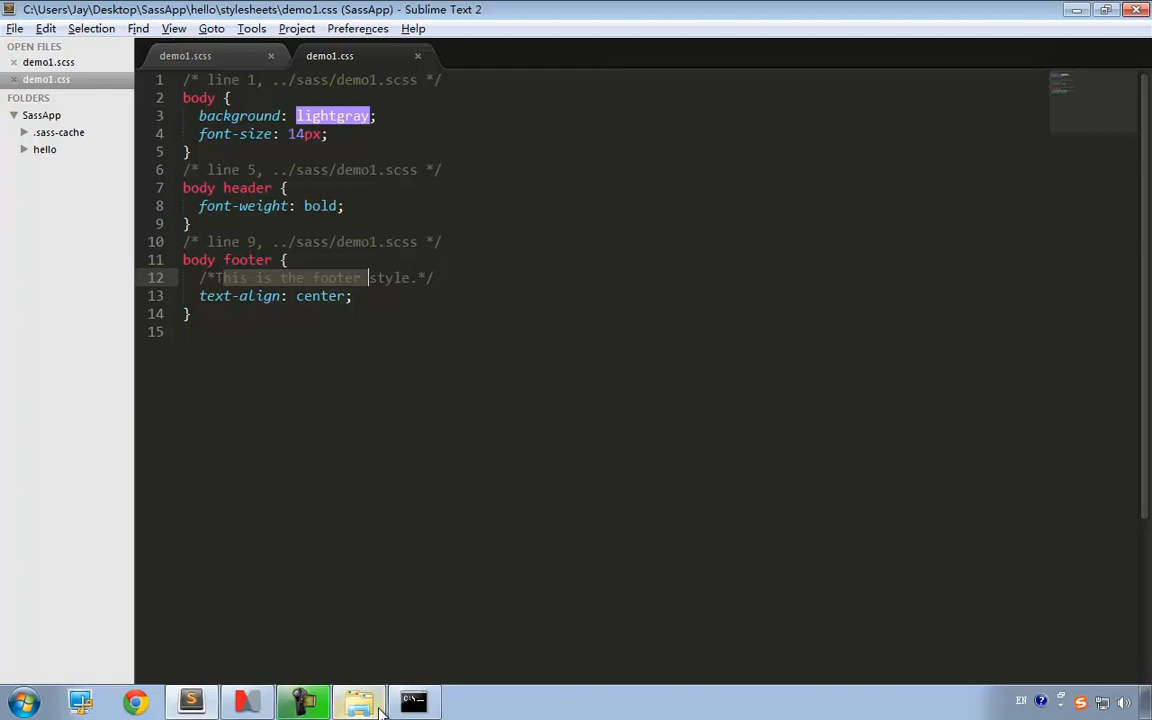 C:\Users\Jay\Desktop\SassApp\hello\stylesheets\demo1.css (SassApp) - Sublime Text 2
File Edit Selection Find View Goto Tools Project Preferences Help
OPEN FILES
demo1.scss
demo1.css
FOLDERS
SassApp
.sass-cache
hello
demo1.scss
demo1.css
1 /* line 1, ../sass/demo1.scss */
2 body {
3 background: lightgray;
4 font-size: 14px;
5 }
6 /* line 5, ../sass/demo1.scss */
7 body header {
8 font-weight: bold;
9 }
10 /* line 9, ../sass/demo1.scss */
11 body footer {
12 /*This is the footer style.*/
13 text-align: center;
14 }
15
EN